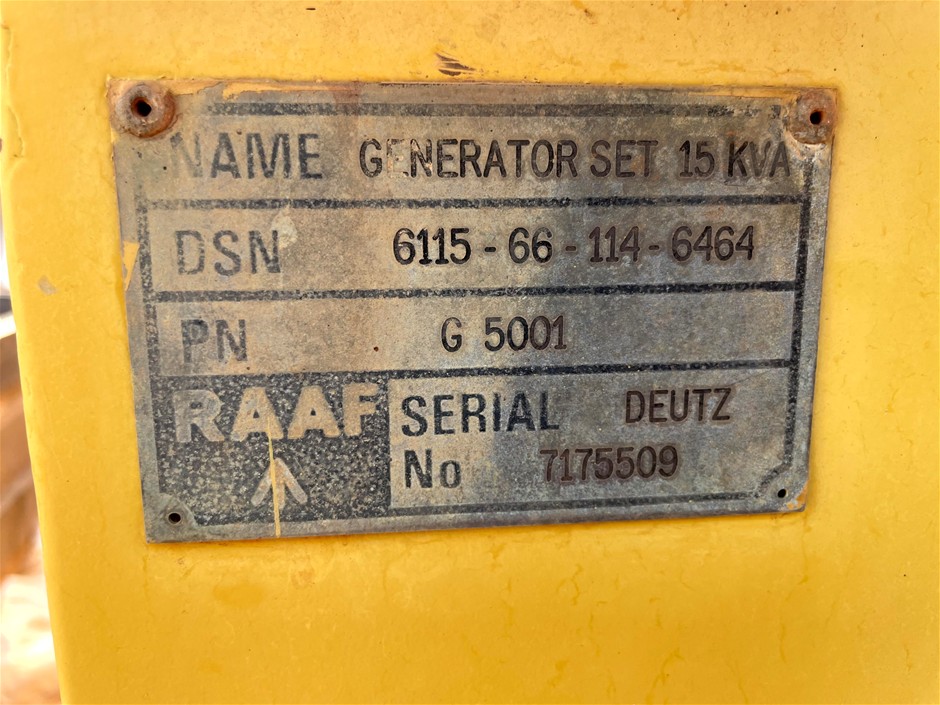 NAME GENERATOR SET 15 KVA
DSN 6115 - 66 - 114 - 6464
PN G 5001
RAAF SERIAL DEUTZ
No 7175509